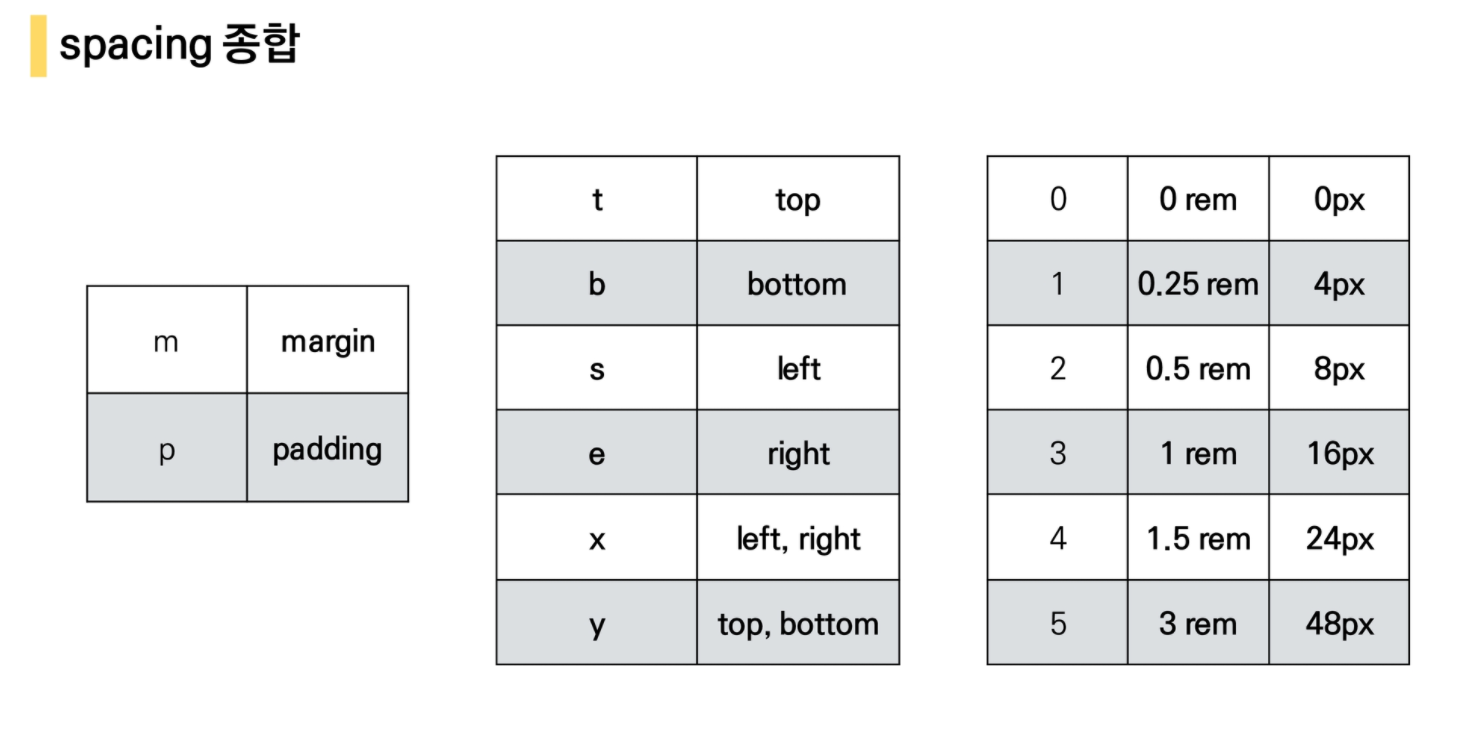 spacing 종합
m margin
p padding
t top
b bottom
s left
e right
x left, right
y top, bottom
0 0 rem 0px
1 0.25 rem 4px
2 0.5 rem 8px
3 1 rem 16px
4 1.5 rem 24px
5 3 rem 48px